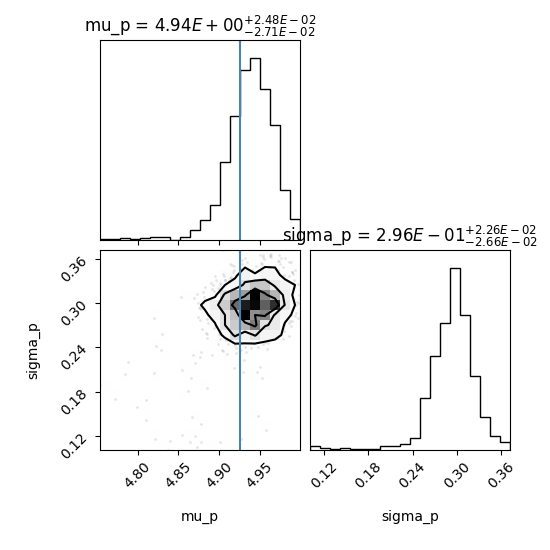 mu_p = 4.94E + 00+2.48E − 02 −2.71E − 02
sigma_p = 2.96E − 01+2.26E − 02 −2.66E − 02
0.36
0.30
0.24
0.18
0.12
sigma_p
4.80 4.85 4.90 4.95
0.12 0.18 0.24 0.30 0.36
mu_p
sigma_p